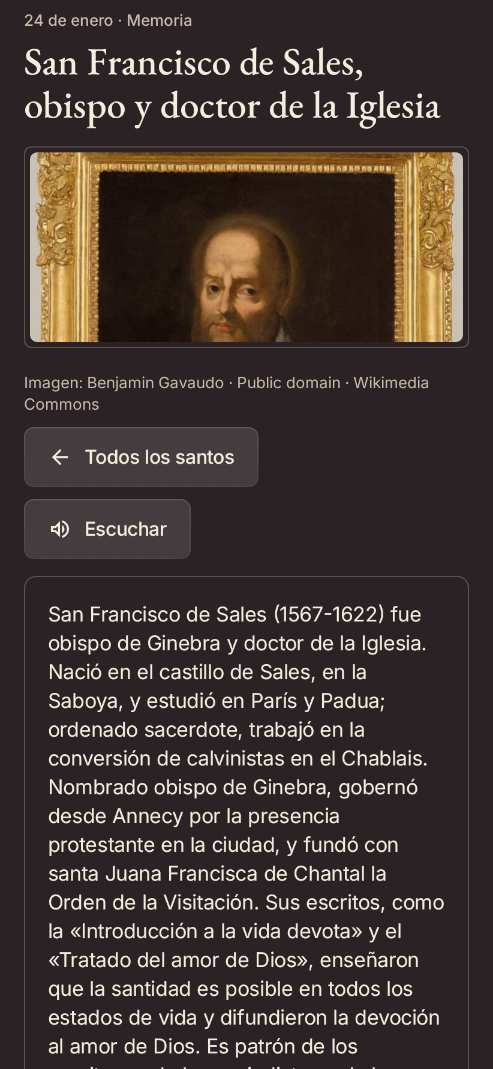 24 de enero · Memoria
San Francisco de Sales,
obispo y doctor de la Iglesia
Imagen: Benjamin Gavaudo · Public domain · Wikimedia
Commons
Todos los santos
Escuchar
San Francisco de Sales (1567-1622) fue
obispo de Ginebra y doctor de la Iglesia.
Nació en el castillo de Sales, en la
Saboya, y estudió en París y Padua;
ordenado sacerdote, trabajó en la
conversión de calvinistas en el Chablais.
Nombrado obispo de Ginebra, gobernó
desde Annecy por la presencia
protestante en la ciudad, y fundó con
santa Juana Francisca de Chantal la
Orden de la Visitación. Sus escritos, como
la «Introducción a la vida devota» y el
«Tratado del amor de Dios», enseñaron
que la santidad es posible en todos los
estados de vida y difundieron la devoción
al amor de Dios. Es patrón de los